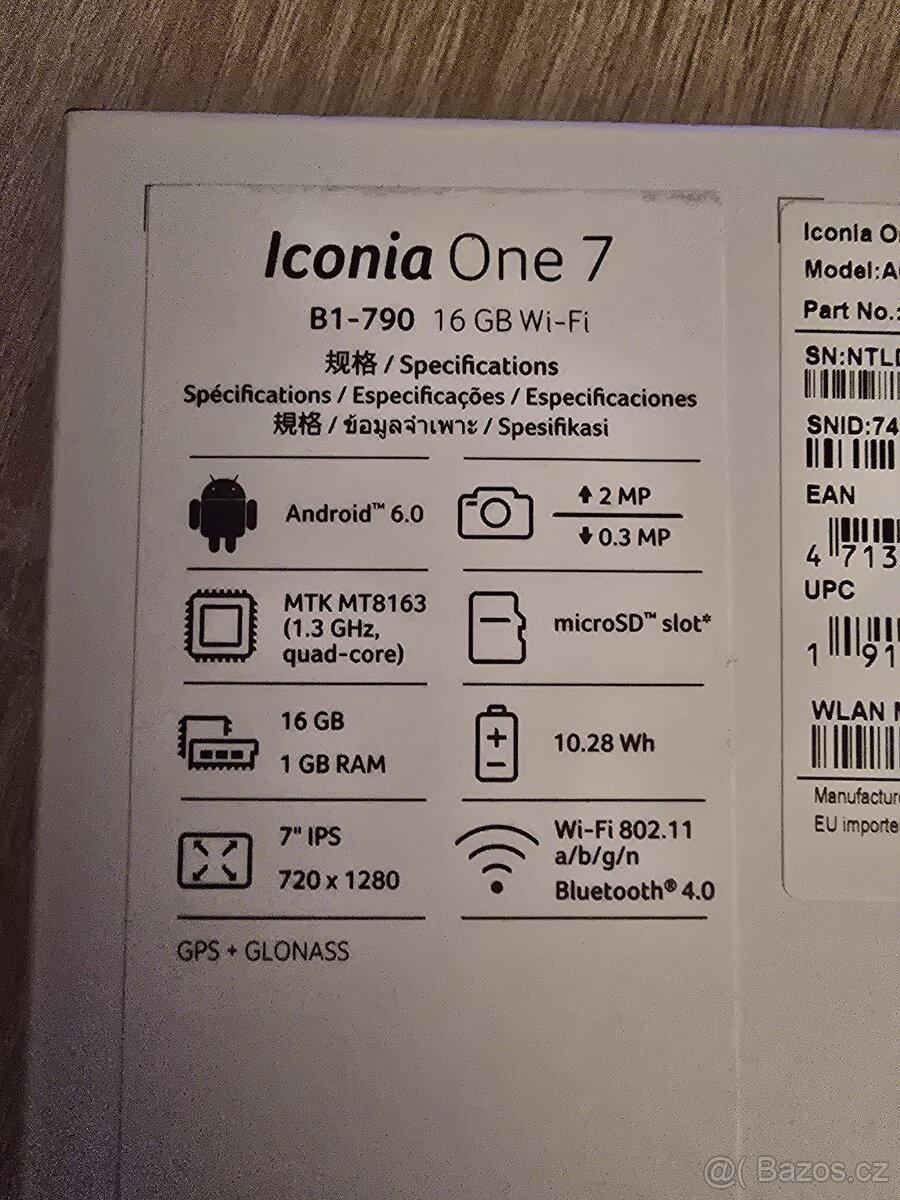 Iconia One 7
B1-790 16 GB Wi-Fi
规格 / Specifications
Spécifications / Especificações / Especificaciones
規格 / ข้อมูลจำเพาะ / Spesifikasi
Android™ 6.0
2 MP
0.3 MP
MTK MT8163
(1.3 GHz,
quad-core)
microSD™ slot*
16 GB
1 GB RAM
10.28 Wh
7" IPS
720 x 1280
Wi-Fi 802.11
a/b/g/n
Bluetooth® 4.0
GPS + GLONASS
Iconia O
Model:A
Part No.:
SN:NTLD
SNID:74
EAN
4 713
UPC
1 91
WLAN M
Manufacture
EU importe
@( Bazos.cz